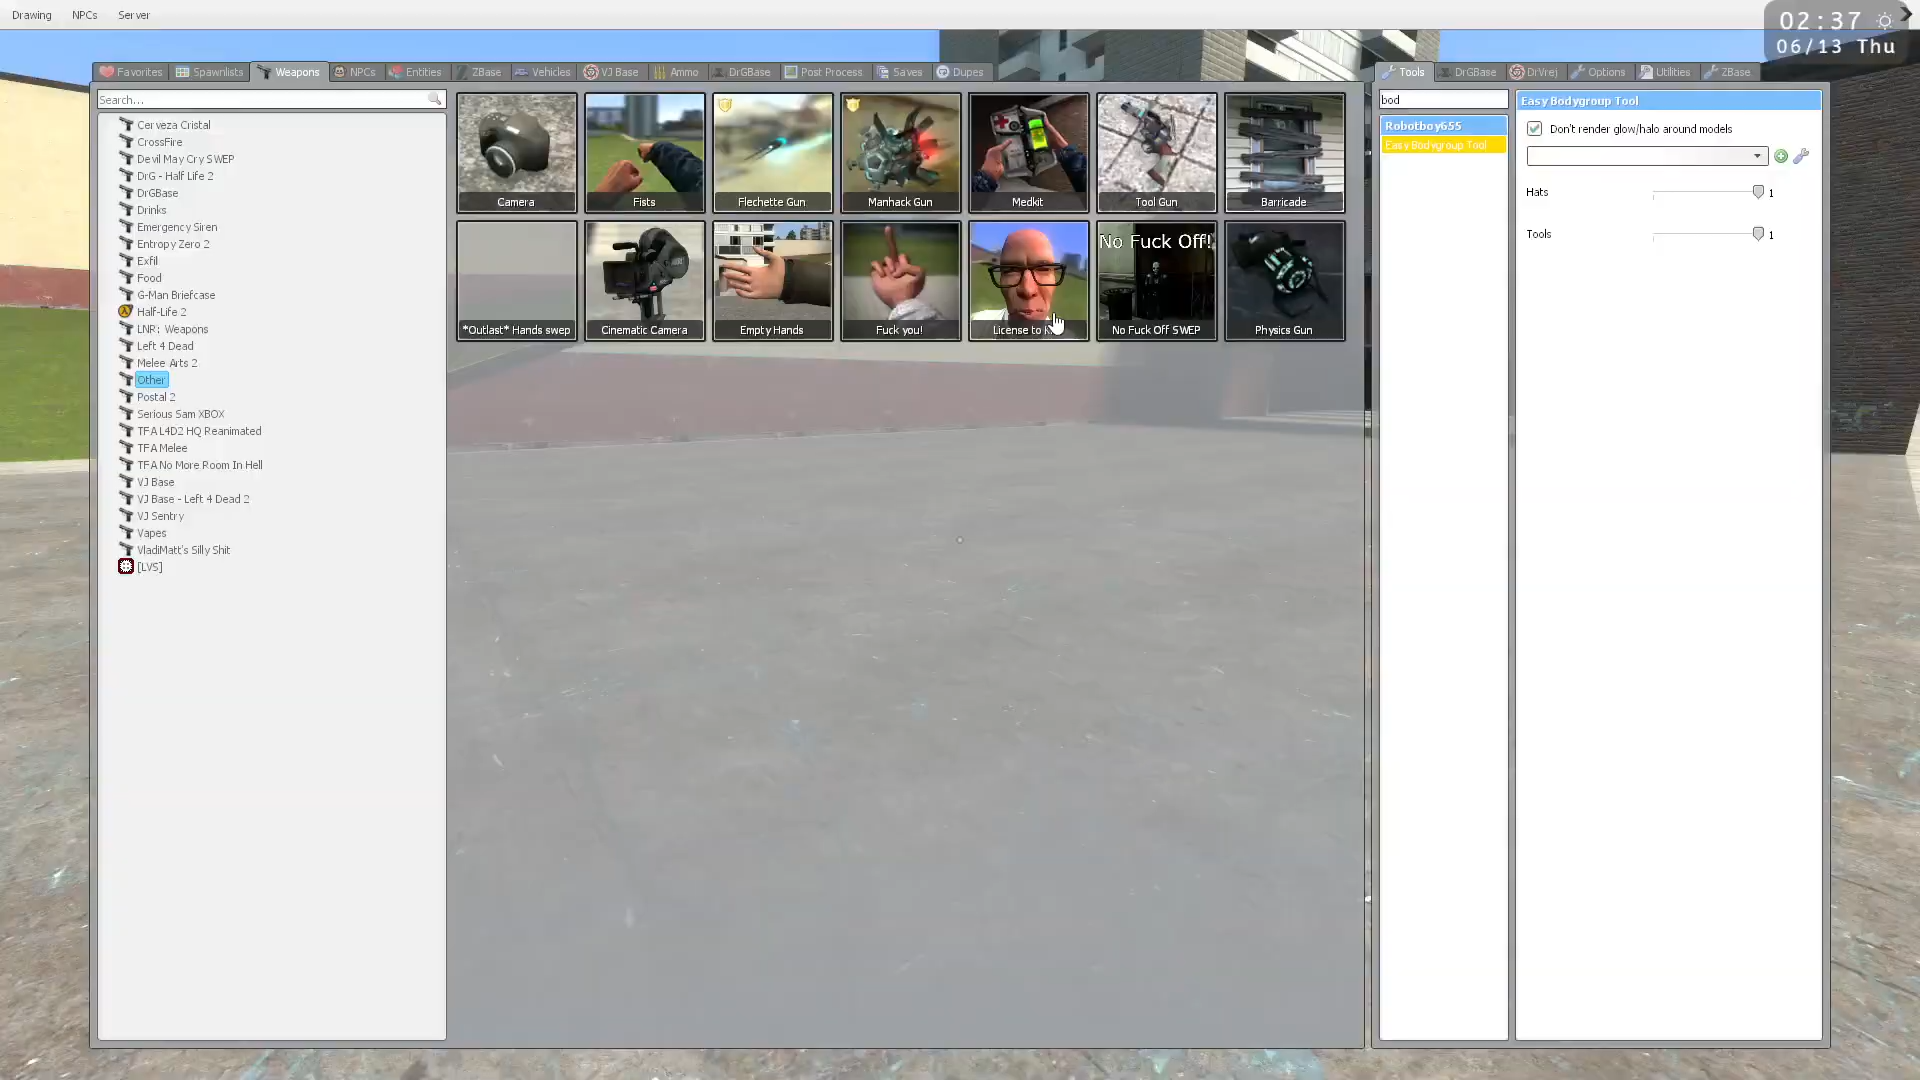 Drawing NPCs Server
02:37
06/13 Thu
Favorites Spawnlists Weapons NPCs Entities ZBase Vehicles VJ Base Ammo DrGBase Post Process Saves Dupes
Tools DrGBase DrVrej Options Utilities ZBase
Search...
Cerveza Cristal
CrossFire
Devil May Cry SWEP
DrG - Half Life 2
DrGBase
Drinks
Emergency Siren
Entropy Zero 2
Exfil
Food
G-Man Briefcase
Half-Life 2
LNR: Weapons
Left 4 Dead
Melee Arts 2
Other
Postal 2
Serious Sam XBOX
TFA L4D2 HQ Reanimated
TFA Melee
TFA No More Room In Hell
VJ Base
VJ Base - Left 4 Dead 2
VJ Sentry
Vapes
VladiMatt's Silly Shit
[LVS]
Camera Fists Flechette Gun Manhack Gun Medkit Tool Gun Barricade
No Fuck Off!
*Outlast* Hands swep Cinematic Camera Empty Hands Fuck you! License to No Fuck Off SWEP Physics Gun
bod
Robotboy655
Easy Bodygroup Tool
Easy Bodygroup Tool
Don't render glow/halo around models
Hats 1
Tools 1